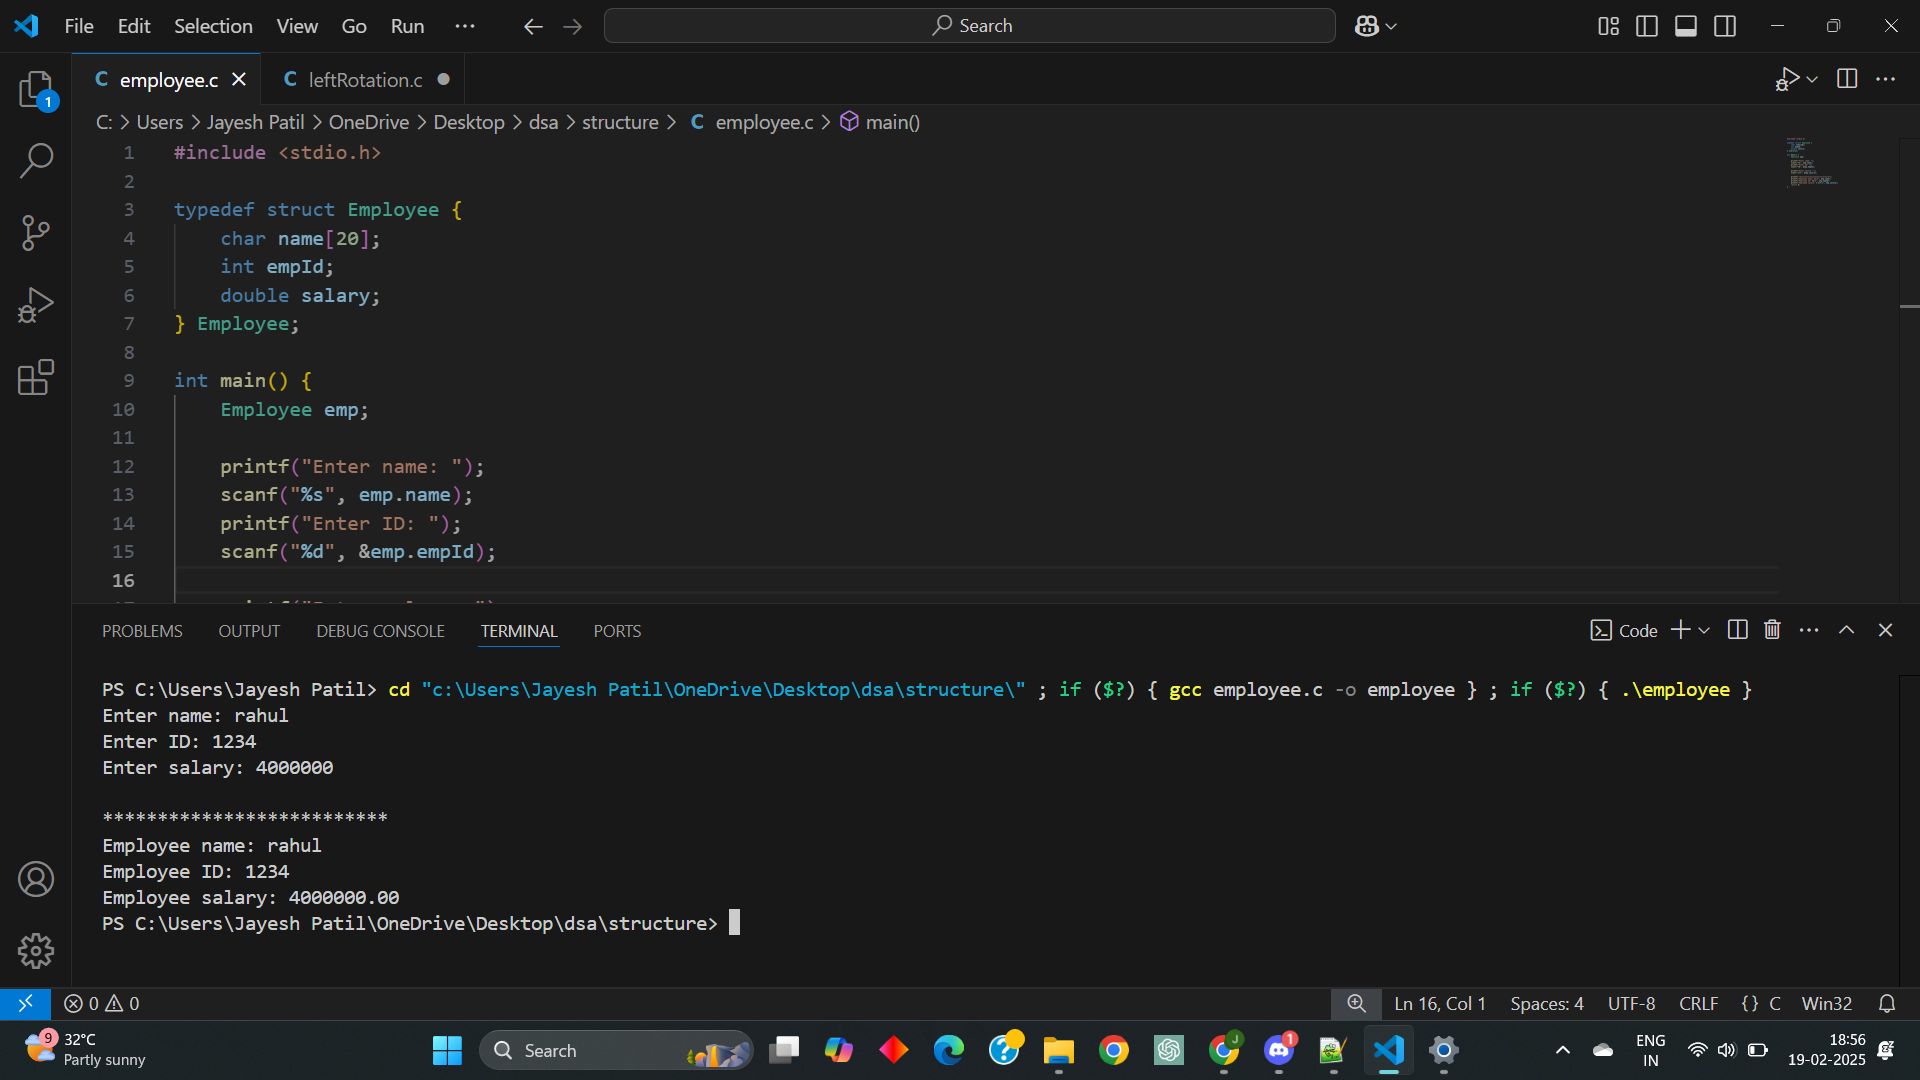 File Edit Selection View Go Run ··· Search
employee.c leftRotation.c
C: > Users > Jayesh Patil > OneDrive > Desktop > dsa > structure > C employee.c > main()
1 #include <stdio.h>
2
3 typedef struct Employee {
4 char name[20];
5 int empId;
6 double salary;
7 } Employee;
8
9 int main() {
10 Employee emp;
11
12 printf("Enter name: ");
13 scanf("%s", emp.name);
14 printf("Enter ID: ");
15 scanf("%d", &emp.empId);
16
PROBLEMS OUTPUT DEBUG CONSOLE TERMINAL PORTS Code
PS C:\Users\Jayesh Patil> cd "c:\Users\Jayesh Patil\OneDrive\Desktop\dsa\structure\" ; if ($?) { gcc employee.c -o employee } ; if ($?) { .\employee }
Enter name: rahul
Enter ID: 1234
Enter salary: 4000000
**************************
Employee name: rahul
Employee ID: 1234
Employee salary: 4000000.00
PS C:\Users\Jayesh Patil\OneDrive\Desktop\dsa\structure>
0 0 Ln 16, Col 1 Spaces: 4 UTF-8 CRLF {} C Win32
9 32°C
Partly sunny
Search
ENG
IN
18:56
19-02-2025